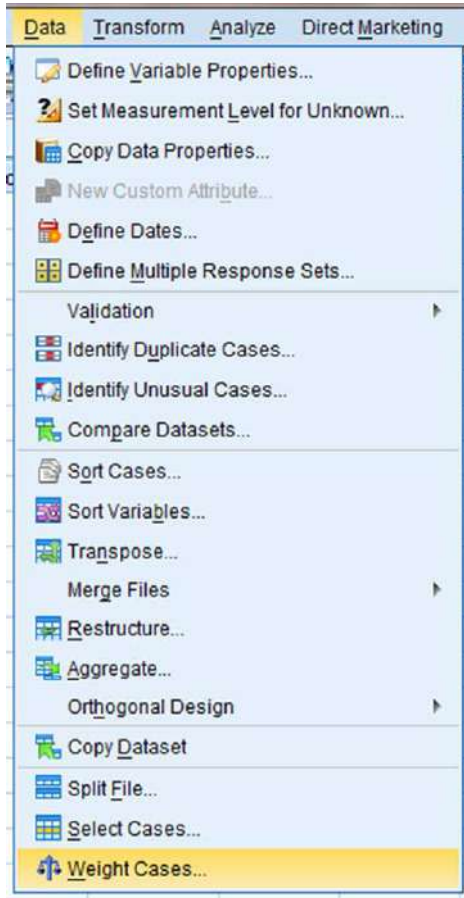 Data Transform Analyze Direct Marketing
Define Variable Properties...
Set Measurement Level for Unknown...
Copy Data Properties...
New Custom Attribute...
Define Dates...
Define Multiple Response Sets...
Validation
Identify Duplicate Cases...
Identify Unusual Cases...
Compare Datasets...
Sort Cases...
Sort Variables...
Transpose...
Merge Files
Restructure...
Aggregate...
Orthogonal Design
Copy Dataset
Split File...
Select Cases...
Weight Cases...